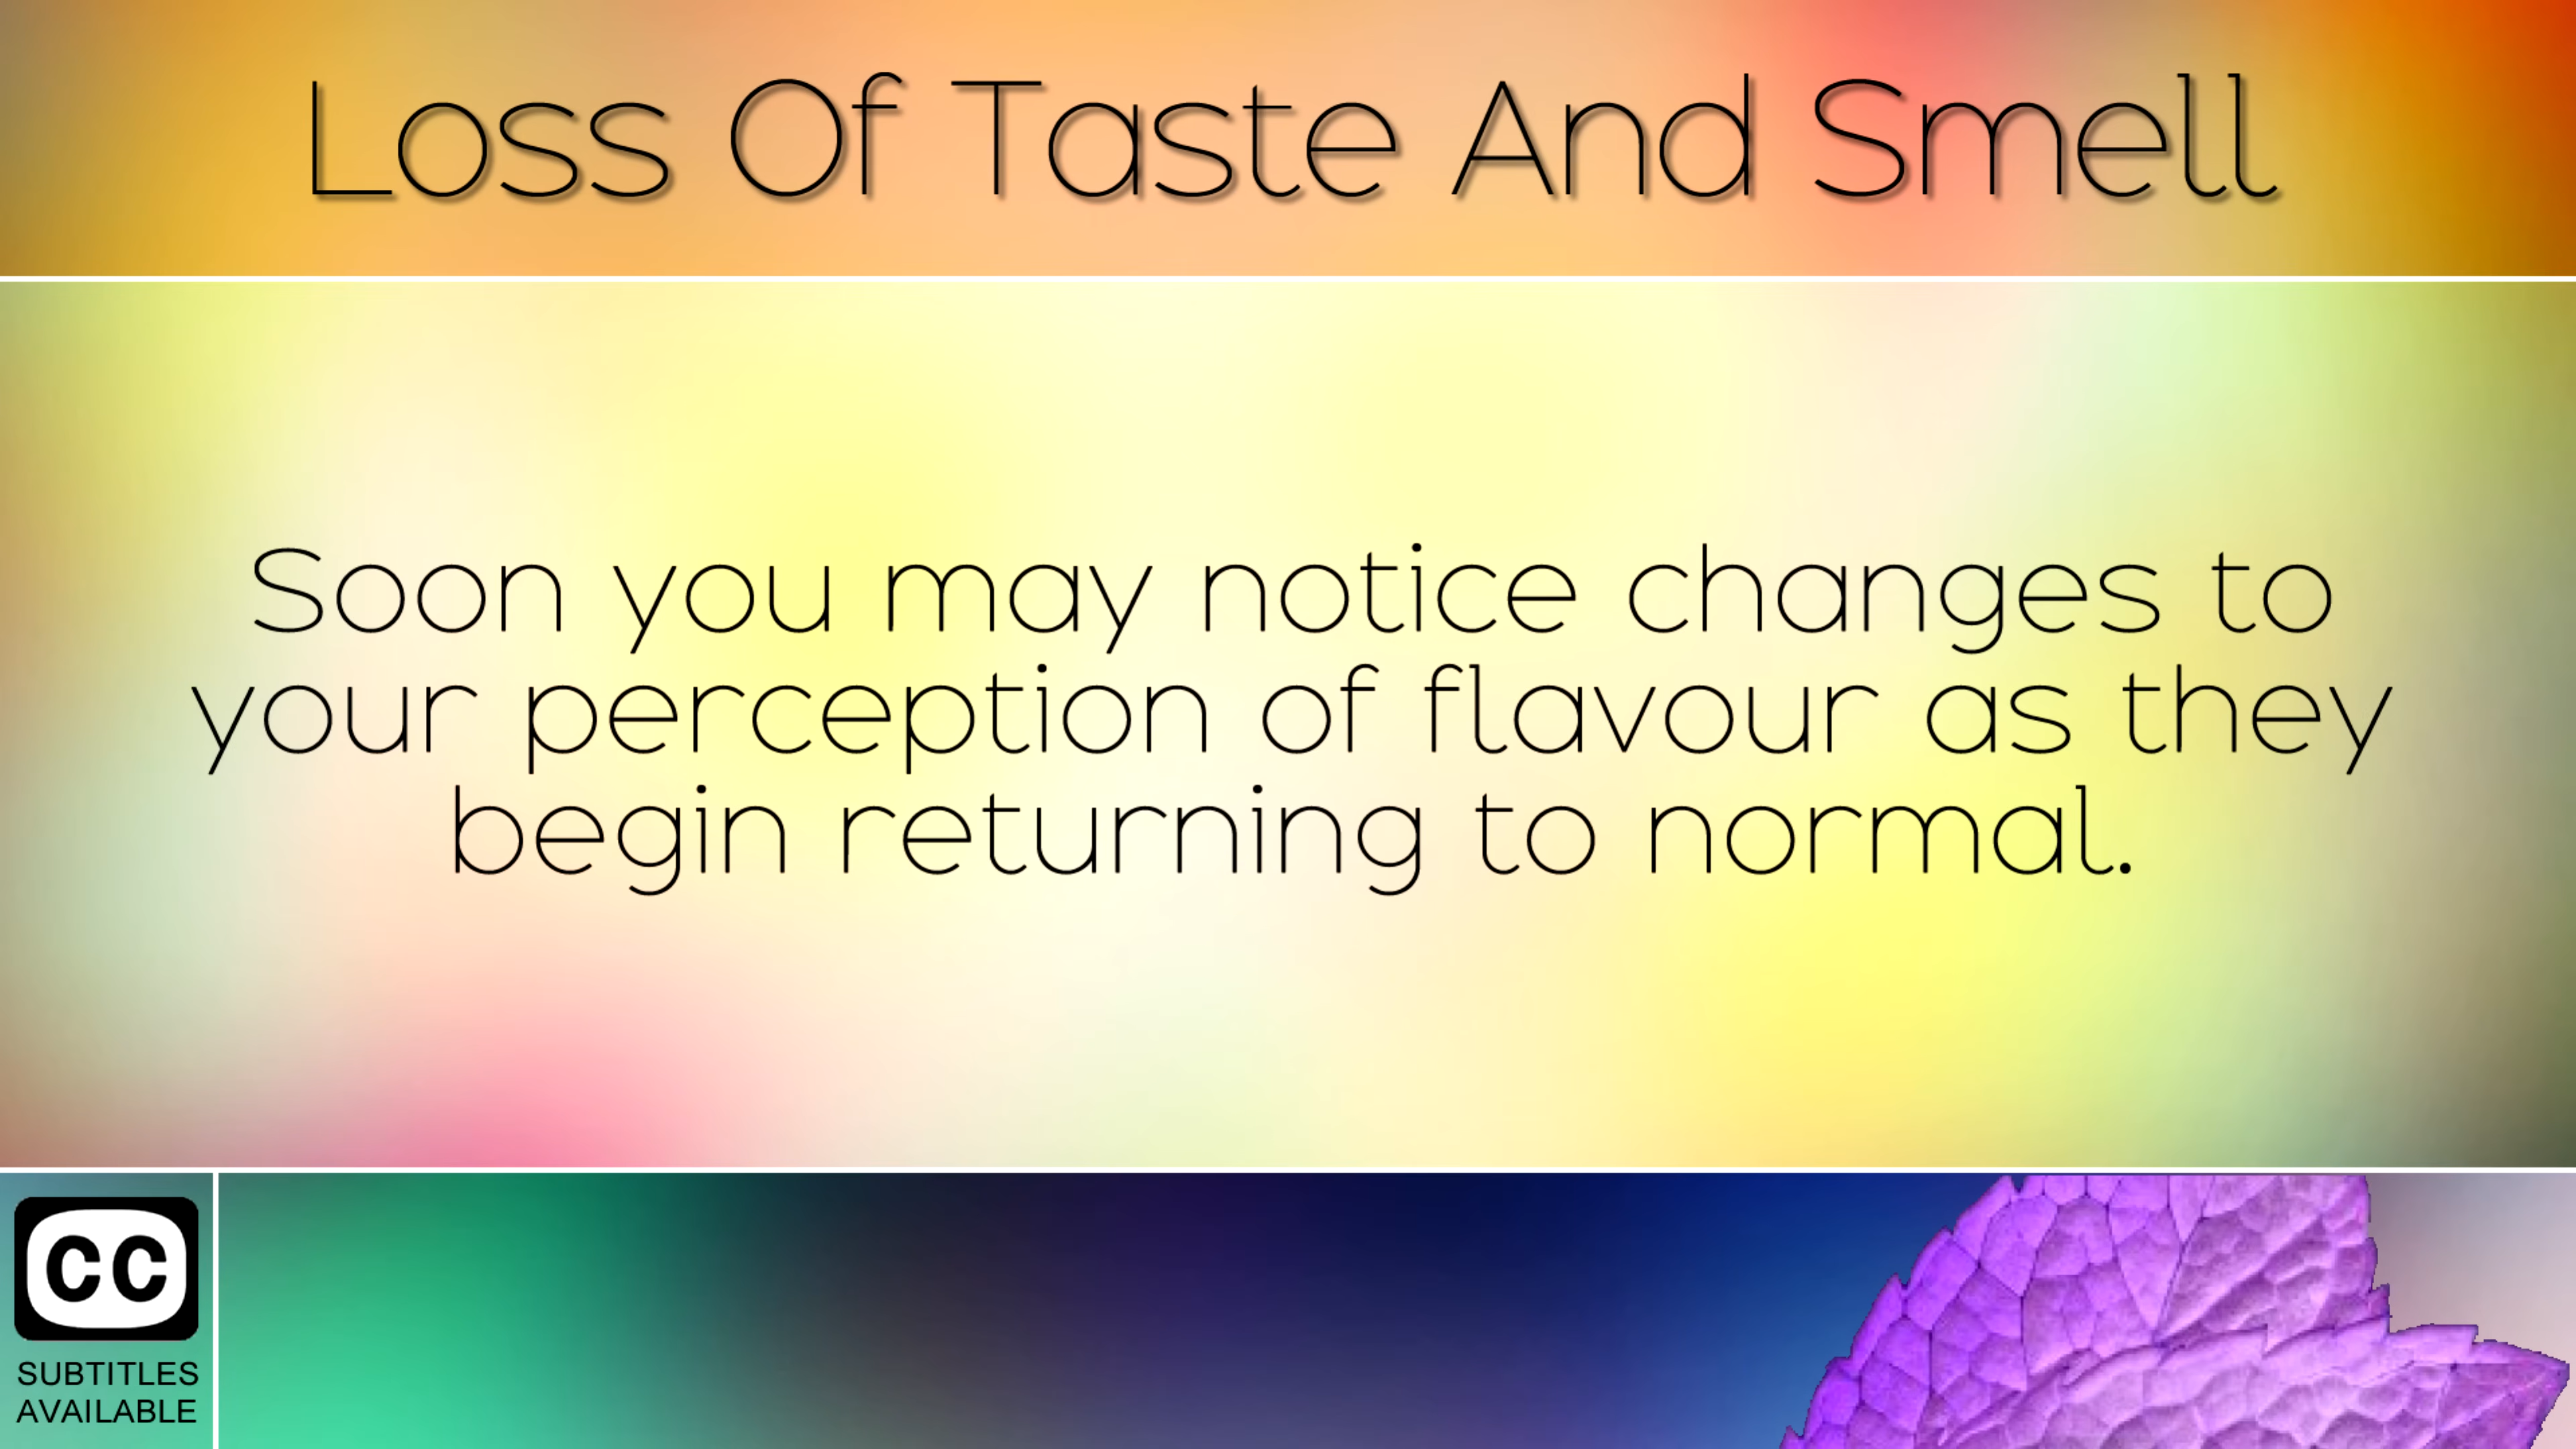 Loss Of Taste And Smell
Soon you may notice changes to
your perception of flavour as they
begin returning to normal.
CC
SUBTITLES
AVAILABLE